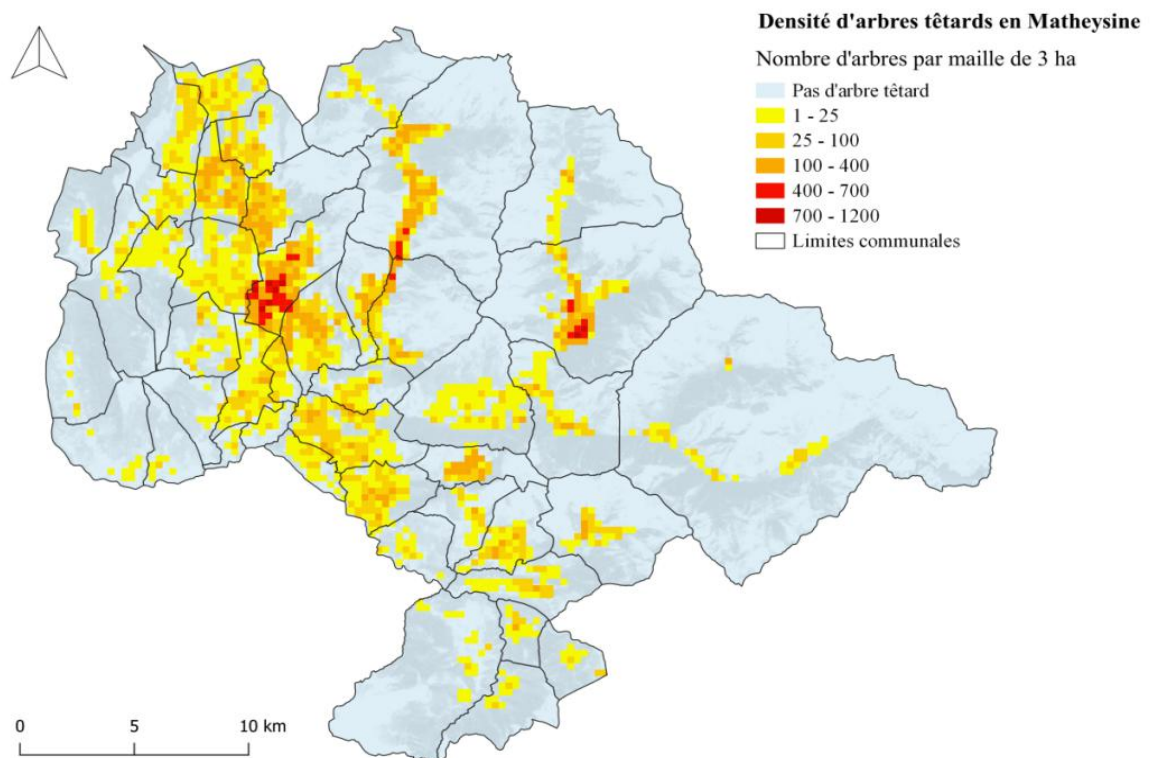 Densité d'arbres têtards en Matheysine
Nombre d'arbres par maille de 3 ha
Pas d'arbre têtard
1 - 25
25 - 100
100 - 400
400 - 700
700 - 1200
Limites communales
0 5 10 km